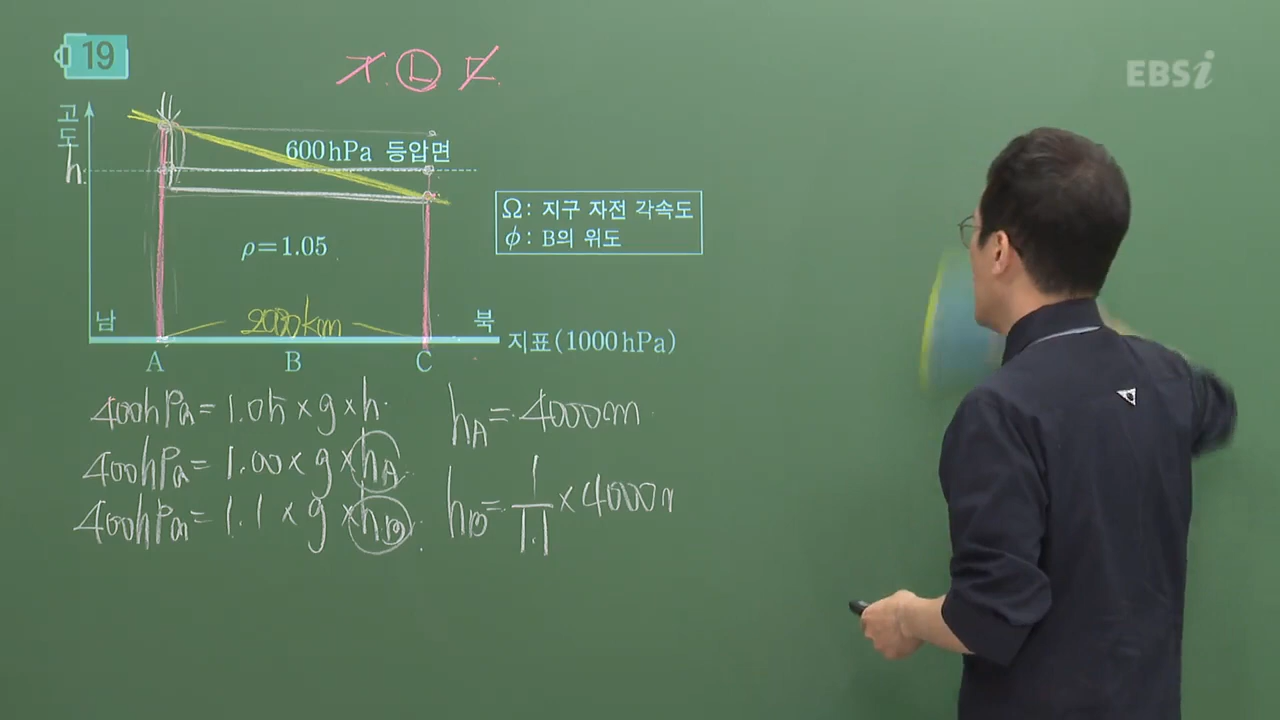 19
ㄱ. ㄴ ㄷ.
EBSi
고도
h.
600hPa 등압면
Ω: 지구 자전 각속도
ϕ: B의 위도
ρ=1.05
남
2000km
북
지표(1000hPa)
A B C
400hPa = 1.05 × g × h.
400hPa = 1.00 × g × hA.
400hPa = 1.1 × g × hB.
hA = 4000m
hB = 1/1.1 × 4000